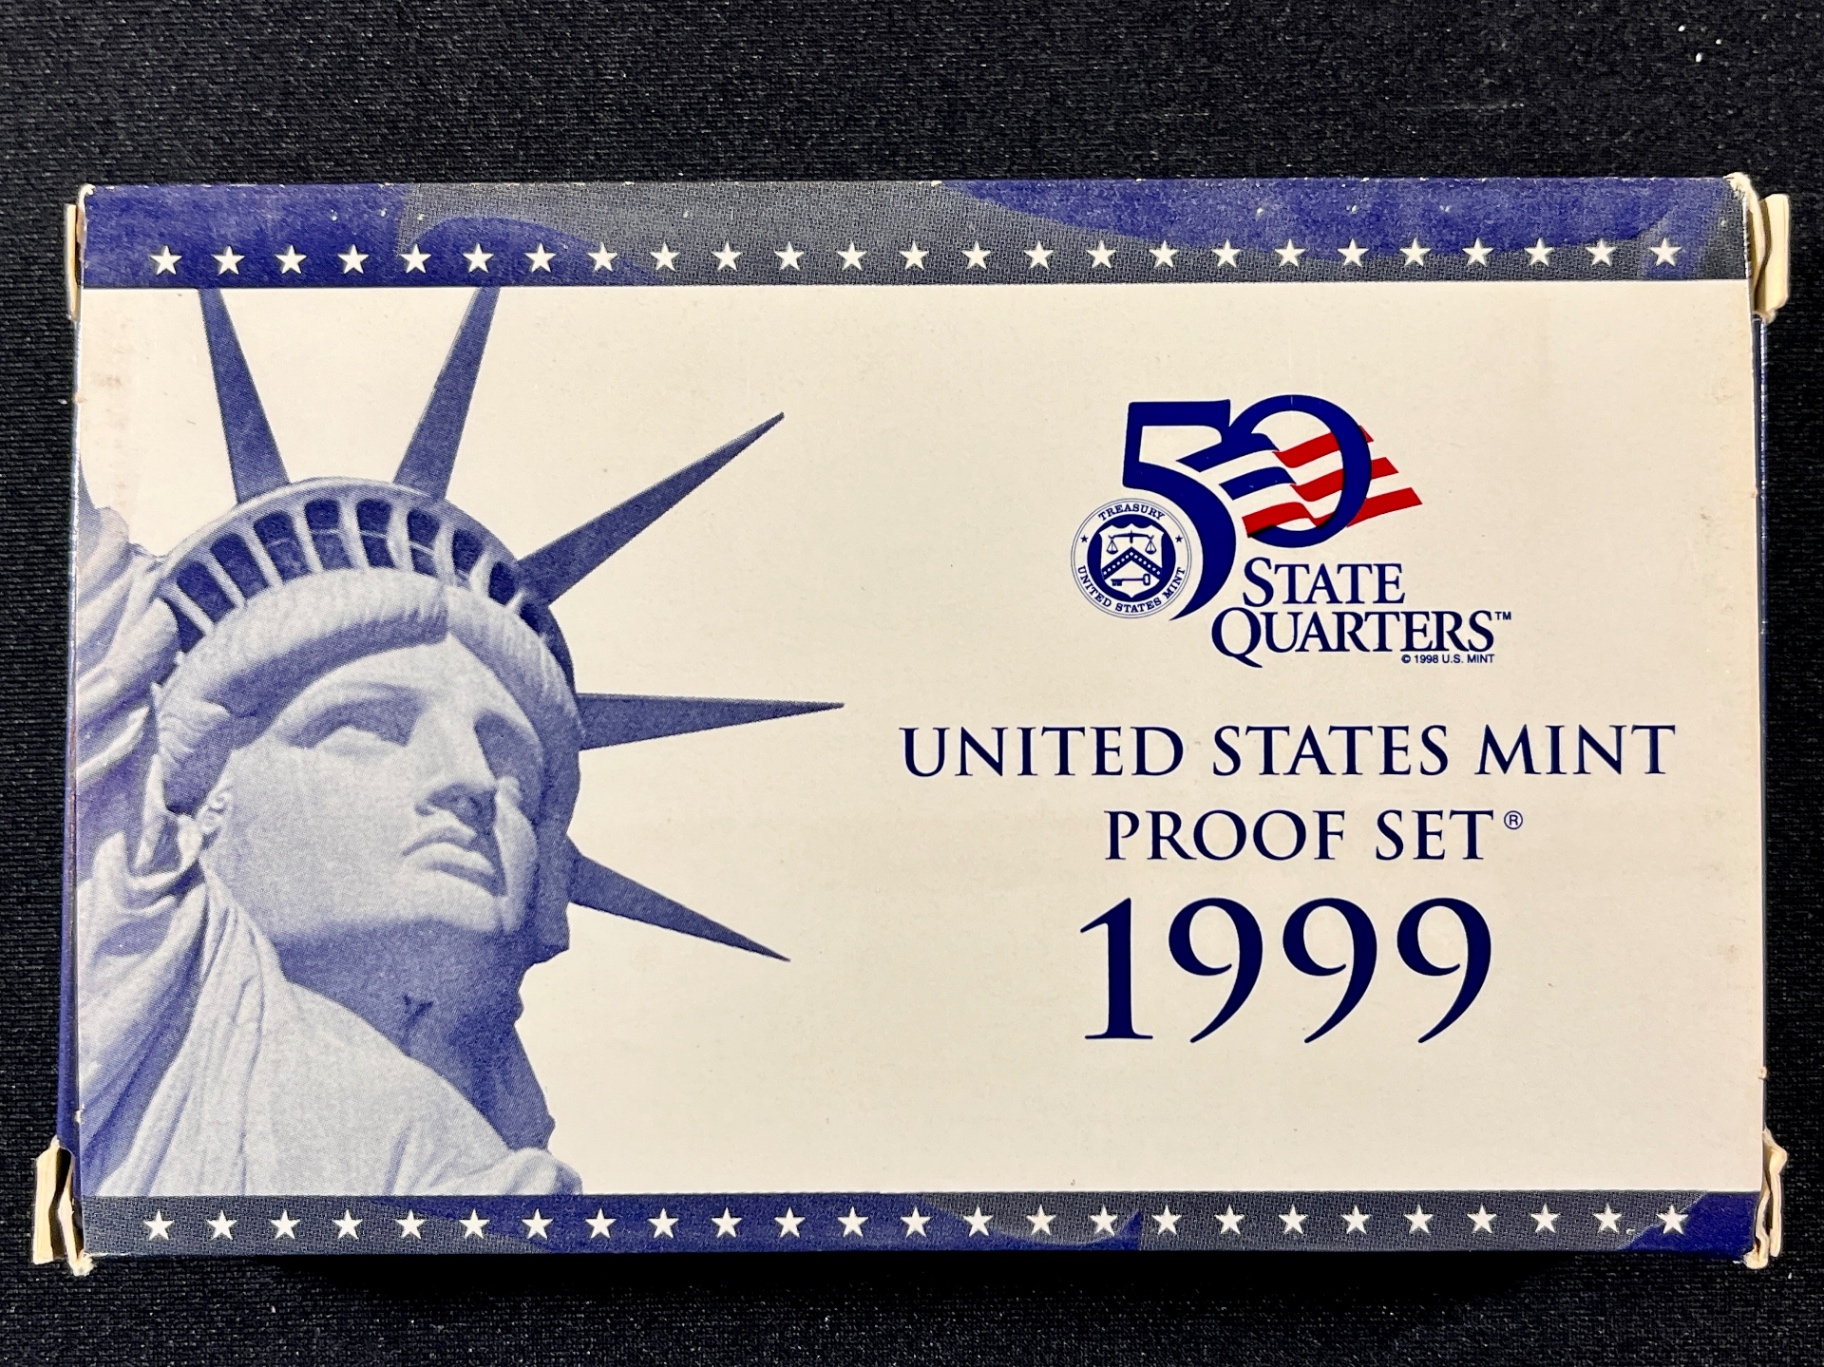 50
TREASURY
UNITED STATES MINT
STATE
QUARTERS™
© 1998 U.S. MINT
UNITED STATES MINT
PROOF SET®
1999